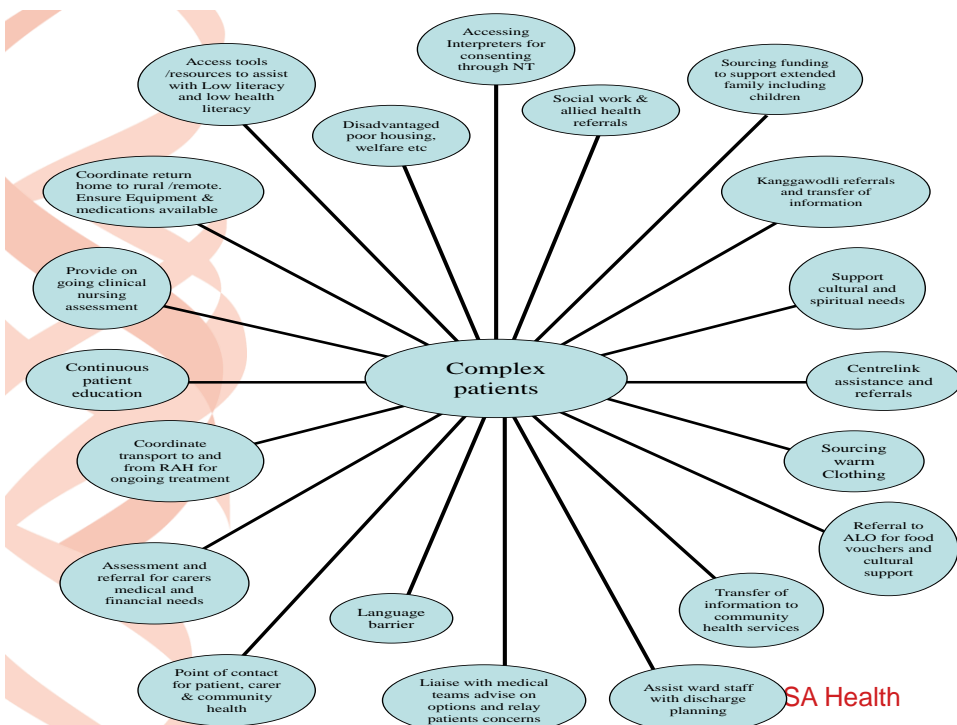 Accessing
Interpreters for
consenting
through NT
Access tools
/resources to assist
with Low literacy
and low health
literacy
Sourcing funding
to support extended
family including
children
Social work &
allied health
referrals
Disadvantaged
poor housing,
welfare etc
Coordinate return
home to rural /remote.
Ensure Equipment &
medications available
Kanggawodli referrals
and transfer of
information
Provide on
going clinical
nursing
assessment
Support
cultural and
spiritual needs
Complex
patients
Continuous
patient
education
Centrelink
assistance and
referrals
Coordinate
transport to and
from RAH for
ongoing treatment
Sourcing
warm
Clothing
Referral to
ALO for food
vouchers and
cultural
support
Assessment and
referral for carers
medical and
financial needs
Language
barrier
Transfer of
information to
community
health services
Point of contact
for patient, carer
& community
health
Liaise with medical
teams advise on
options and relay
patients concerns
Assist ward staff
with discharge
planning
SA Health